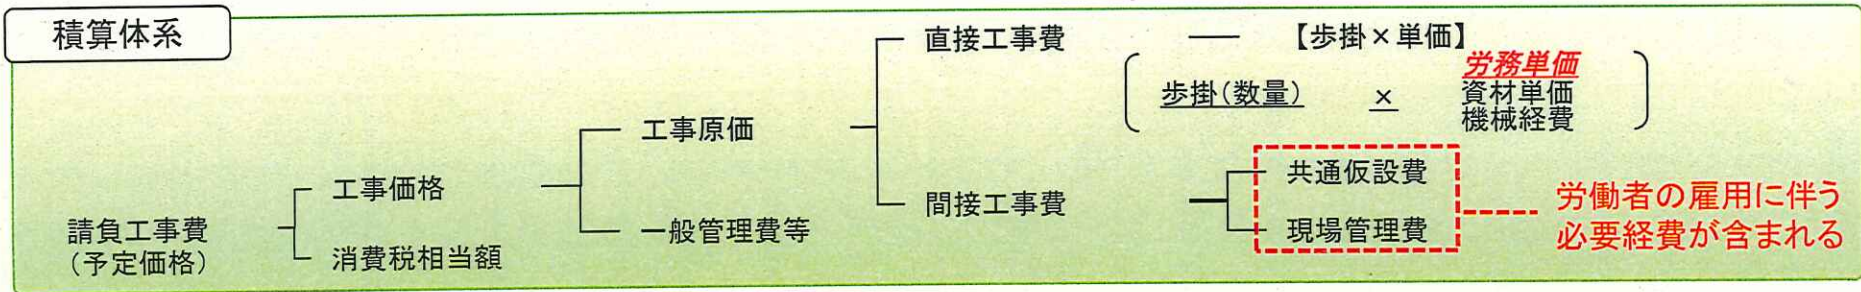 積算体系
直接工事費 ― 【歩掛×単価】
歩掛(数量) × 労務単価
資材単価
機械経費
工事原価
工事価格
共通仮設費
間接工事費
現場管理費
労働者の雇用に伴う
必要経費が含まれる
請負工事費
(予定価格)
一般管理費等
消費税相当額